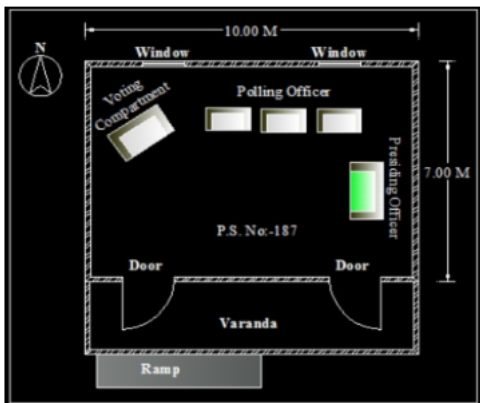 10.00 M
N
Window
Window
Voting
Compartment
Polling Officer
Presiding Officer
7.00 M
P.S. No:-187
Door
Door
Varanda
Ramp